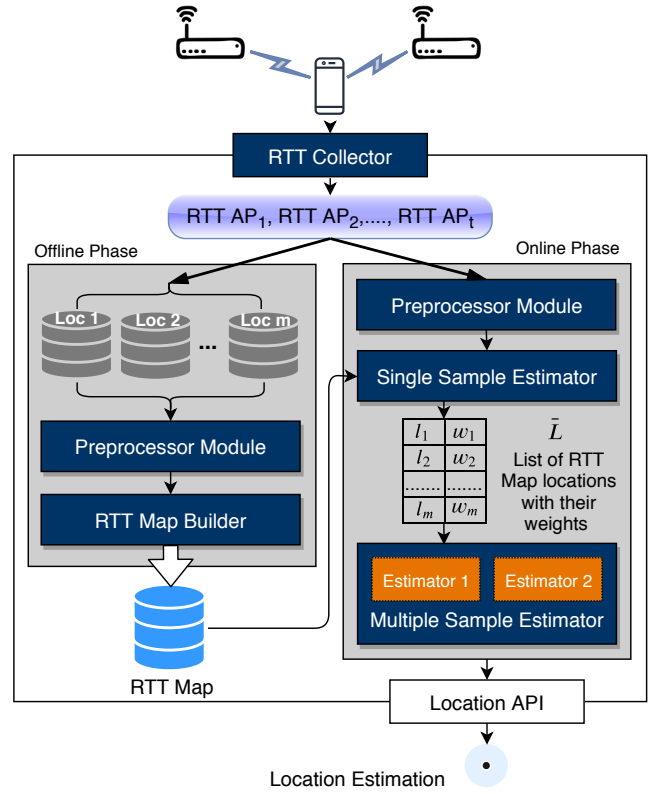 RTT Collector
RTT AP₁, RTT AP₂,...., RTT APₜ
Offline Phase
Online Phase
Loc 1
Loc 2
...
Loc m
Preprocessor Module
RTT Map Builder
RTT Map
Preprocessor Module
Single Sample Estimator
l₁ w₁
l₂ w₂
....... .......
lₘ wₘ
L̄
List of RTT
Map locations
with their
weights
Estimator 1
Estimator 2
Multiple Sample Estimator
Location API
Location Estimation